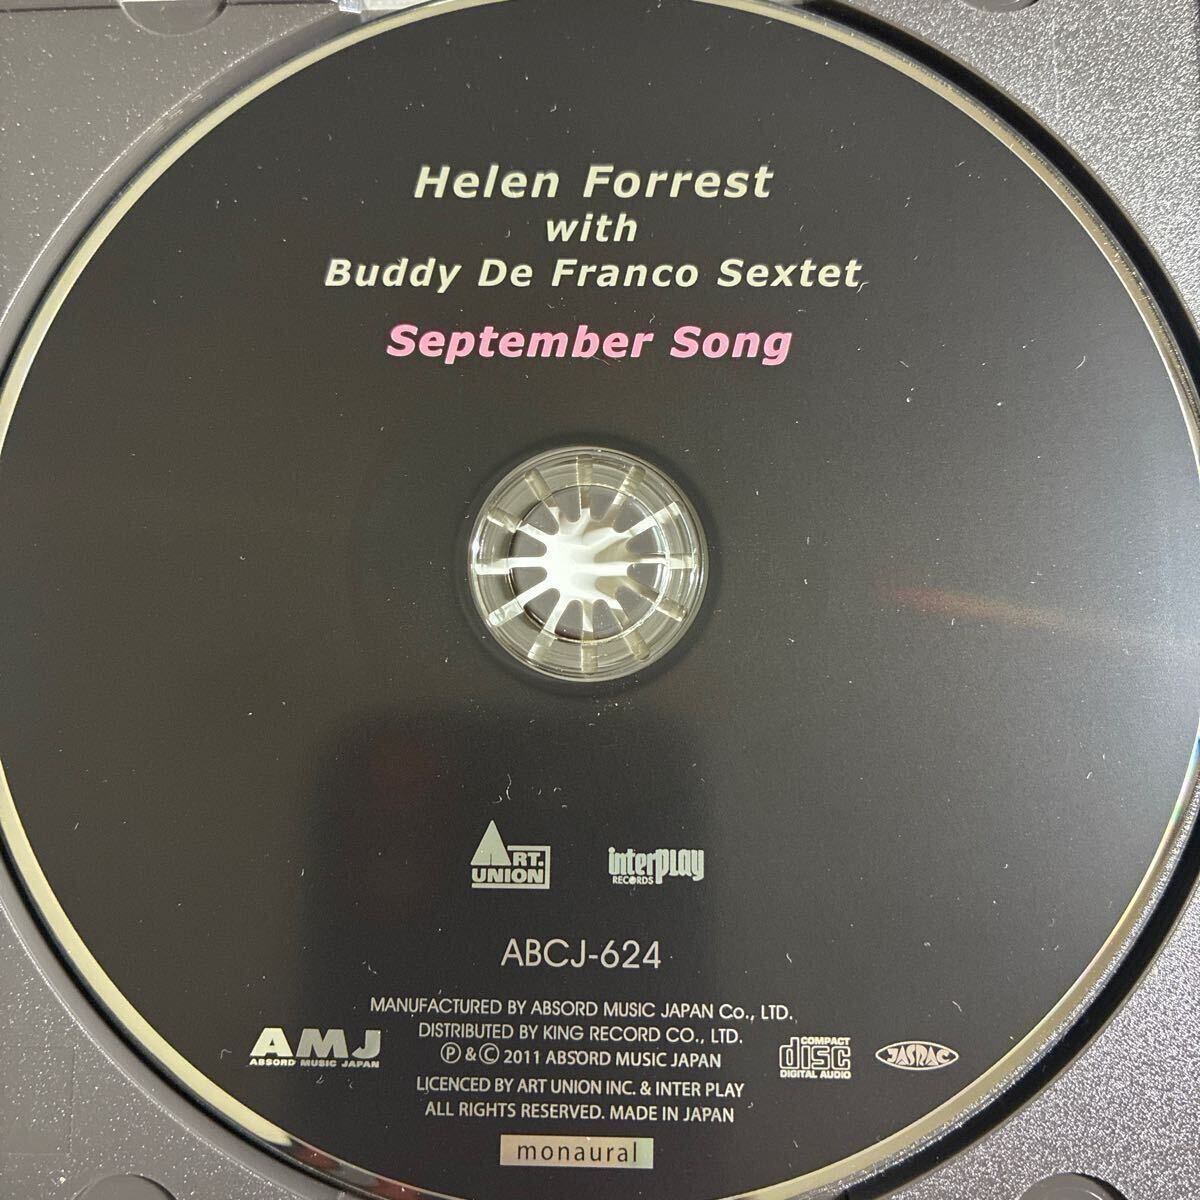 Helen Forrest
with
Buddy De Franco Sextet
September Song
ART. UNION
interplay RECORDS
ABCJ-624
MANUFACTURED BY ABSORD MUSIC JAPAN Co., LTD.
DISTRIBUTED BY KING RECORD CO., LTD.
Ⓟ & © 2011 ABSORD MUSIC JAPAN
AMJ
ABSORD MUSIC JAPAN
COMPACT disc DIGITAL AUDIO
JASRAC
LICENCED BY ART UNION INC. & INTER PLAY
ALL RIGHTS RESERVED. MADE IN JAPAN
monaural